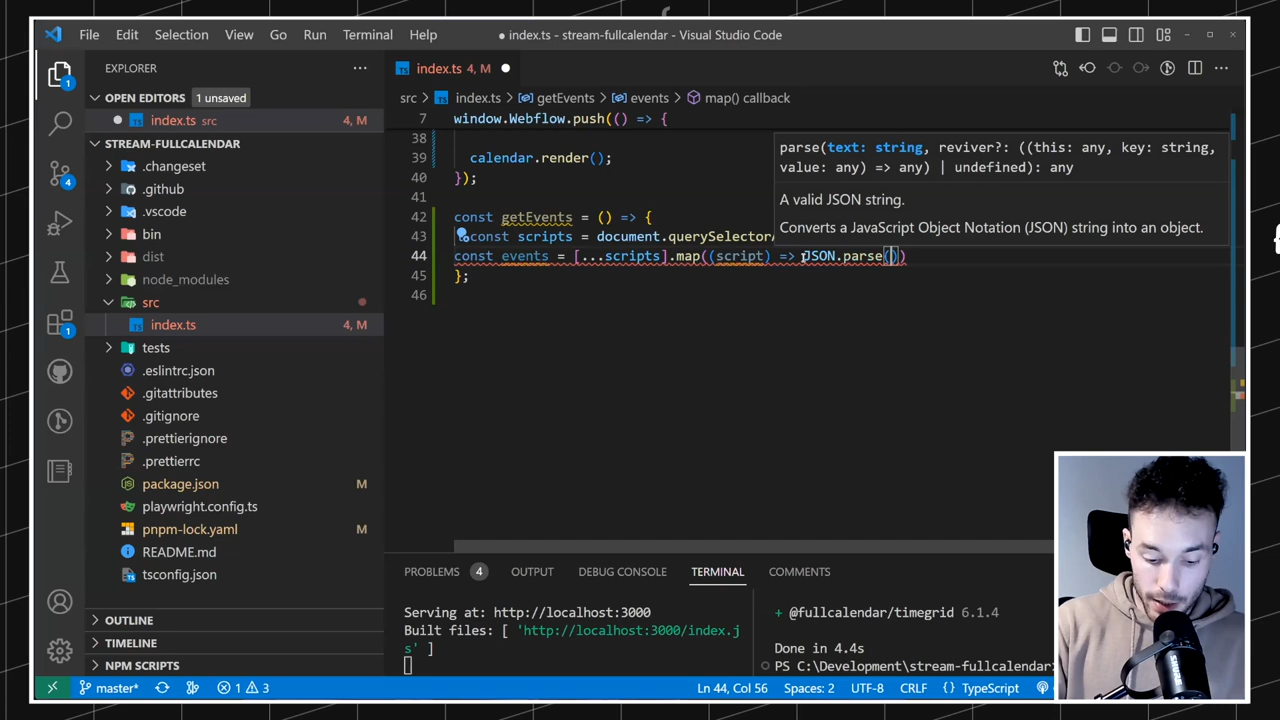 File Edit Selection View Go Run Terminal Help
● index.ts - stream-fullcalendar - Visual Studio Code
EXPLORER
index.ts 4, M
OPEN EDITORS 1 unsaved
src > index.ts > getEvents > events > map() callback
index.ts src 4, M
7 window.Webflow.push(() => {
STREAM-FULLCALENDAR
.changeset
.github
.vscode
bin
dist
node_modules
src
index.ts 4, M
tests
.eslintrc.json
.gitattributes
.gitignore
.prettierignore
.prettierrc
package.json M
playwright.config.ts
pnpm-lock.yaml M
README.md
tsconfig.json
OUTLINE
TIMELINE
NPM SCRIPTS
38
39 calendar.render();
40 });
41
42 const getEvents = () => {
43 const scripts = document.querySelectorA
44 const events = [...scripts].map((script) => JSON.parse())
45 };
46
parse(text: string, reviver?: ((this: any, key: string,
value: any) => any) | undefined): any
A valid JSON string.
Converts a JavaScript Object Notation (JSON) string into an object.
PROBLEMS 4 OUTPUT DEBUG CONSOLE TERMINAL COMMENTS
Serving at: http://localhost:3000
Built files: [ 'http://localhost:3000/index.j
s' ]
+ @fullcalendar/timegrid 6.1.4
Done in 4.4s
PS C:\Development\stream-fullcalendar>
1
4
1
master* 1 3 Ln 44, Col 56 Spaces: 2 UTF-8 CRLF {} TypeScript